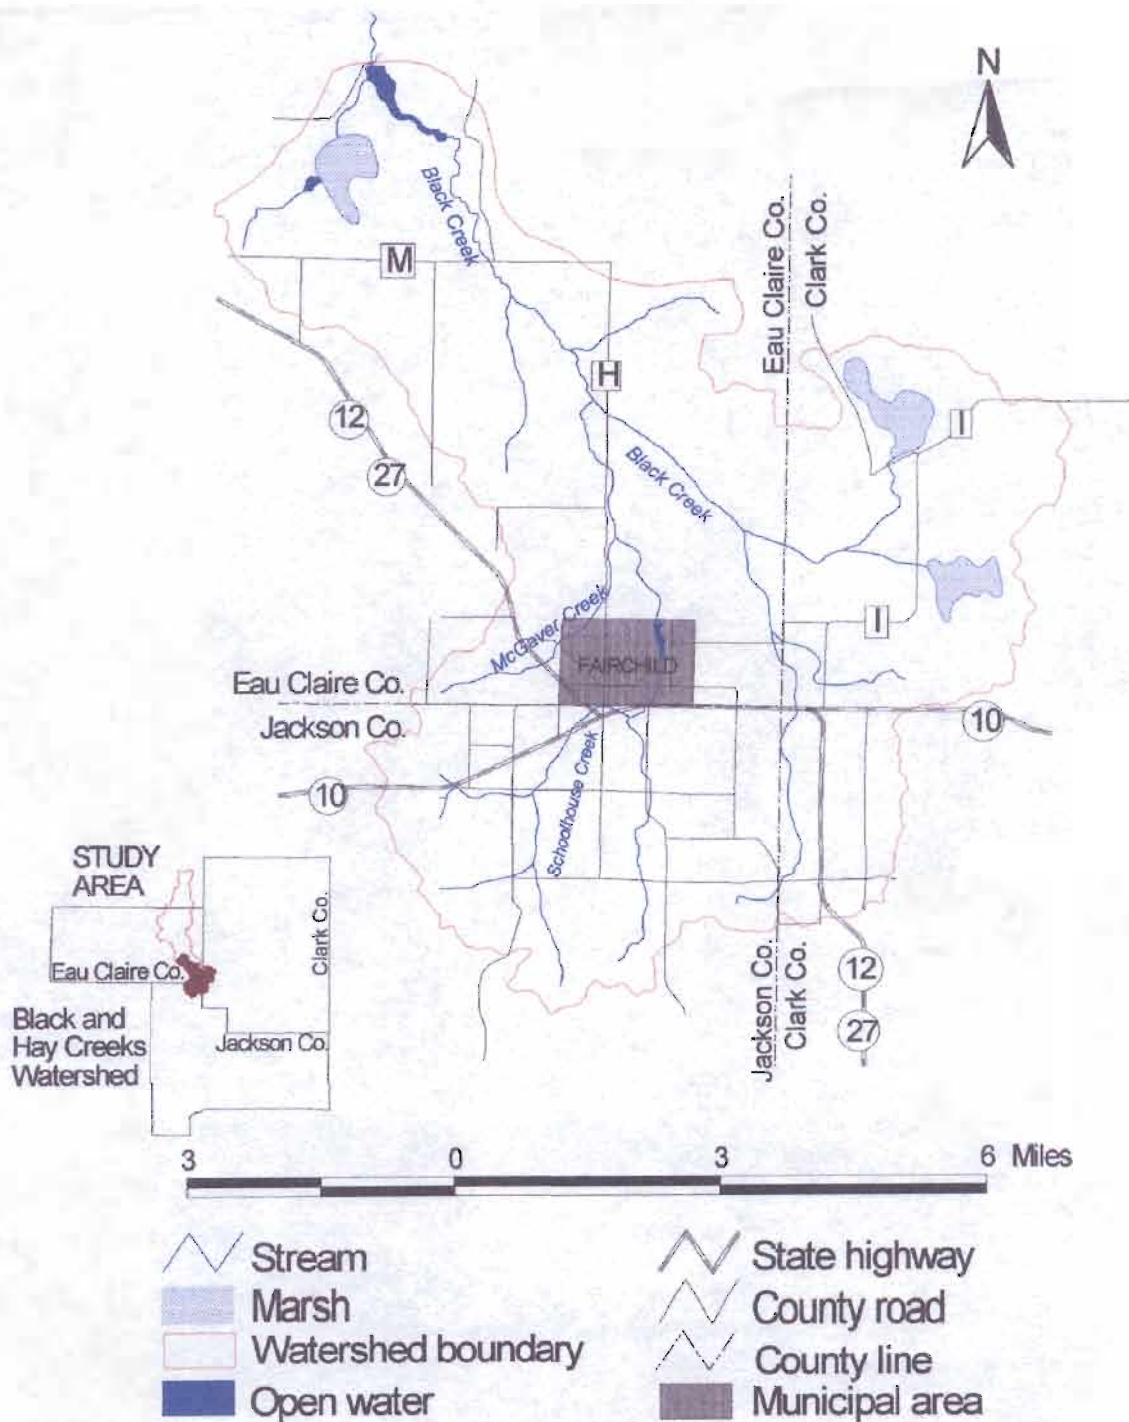 N
Black Creek
Eau Claire Co.
Clark Co.
M
H
12
27
I
Black Creek
McGaver Creek
FAIRCHILD
I
Eau Claire Co.
Jackson Co.
10
10
Schoolhouse Creek
STUDY
AREA
Clark Co.
Eau Claire Co.
Black and
Hay Creeks
Watershed
Jackson Co.
Jackson Co.
Clark Co.
12
27
3 0 3 6 Miles
Stream
Marsh
Watershed boundary
Open water
State highway
County road
County line
Municipal area